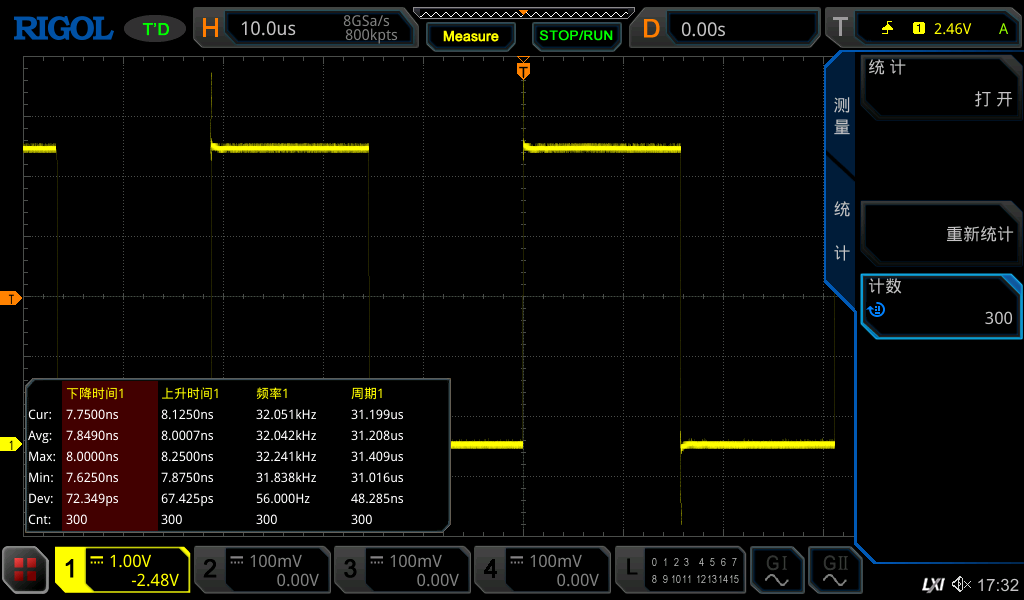 RIGOL T'D H 10.0us 8GSa/s Measure STOP/RUN D 0.00s T 1 2.46V A
800kpts
T
统计
打开
测量
统计
重新统计
计数
300
T
下降时间1 上升时间1 频率1 周期1
Cur: 7.7500ns 8.1250ns 32.051kHz 31.199us
Avg: 7.8490ns 8.0007ns 32.042kHz 31.208us
Max: 8.0000ns 8.2500ns 32.241kHz 31.409us
Min: 7.6250ns 7.8750ns 31.838kHz 31.016us
Dev: 72.349ps 67.425ps 56.000Hz 48.285ns
Cnt: 300 300 300 300
1
1 1.00V 2 100mV 3 100mV 4 100mV L 0 1 2 3 4 5 6 7 GI GII
-2.48V 0.00V 0.00V 0.00V 8 9 10 11 12 13 14 15
LXI 17:32